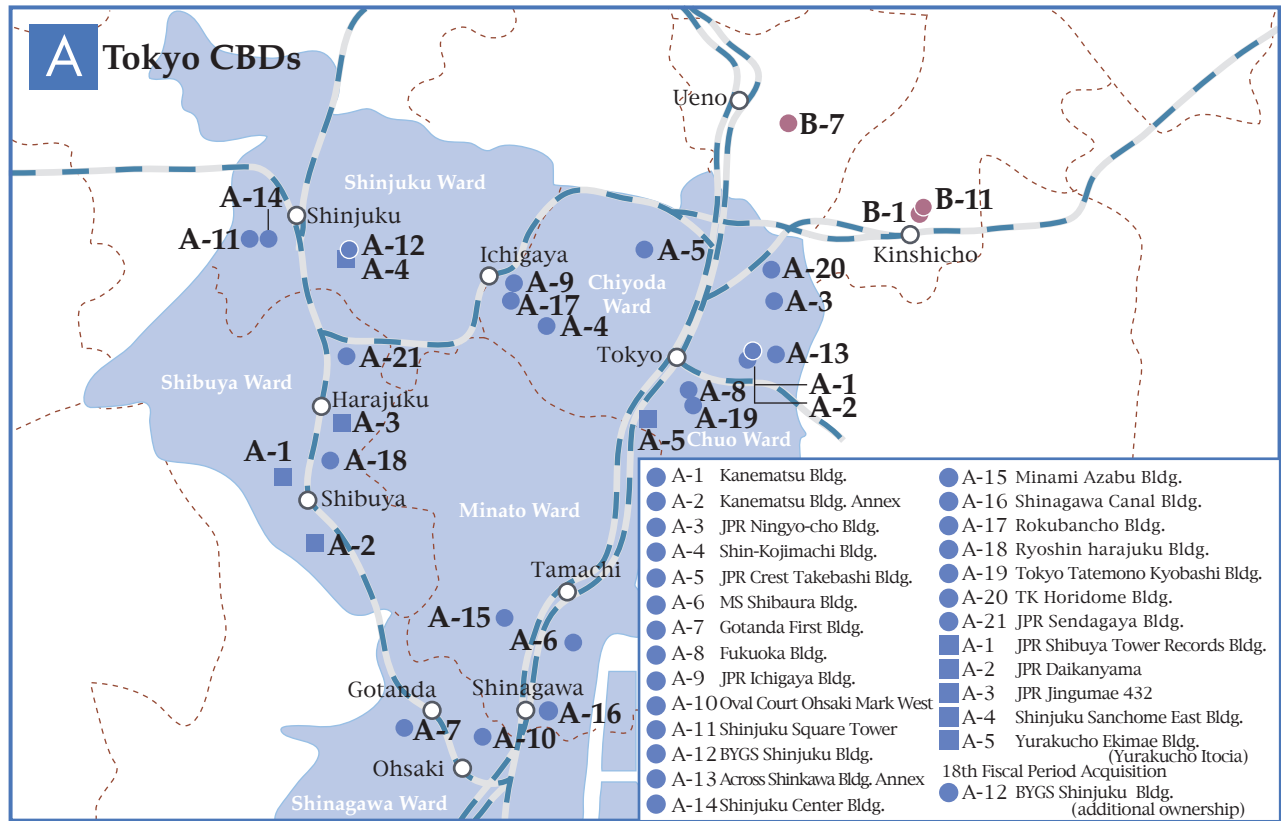 A Tokyo CBDs
Ueno
B-7
Shinjuku Ward
A-14
Shinjuku
A-11
A-12
A-4
B-11
B-1
Kinshicho
Ichigaya
A-5
A-20
A-9
Chiyoda
Ward
A-17
A-3
A-4
Tokyo
A-13
A-21
Shibuya Ward
A-1
A-8
Harajuku
A-2
A-19
A-3
A-5
Chuo Ward
A-1
A-18
Shibuya
Minato Ward
A-2
Tamachi
A-15
A-6
Gotanda
Shinagawa
A-16
A-7
A-10
Ohsaki
Shinagawa Ward
A-1 Kanematsu Bldg.
A-2 Kanematsu Bldg. Annex
A-3 JPR Ningyo-cho Bldg.
A-4 Shin-Kojimachi Bldg.
A-5 JPR Crest Takebashi Bldg.
A-6 MS Shibaura Bldg.
A-7 Gotanda First Bldg.
A-8 Fukuoka Bldg.
A-9 JPR Ichigaya Bldg.
A-10 Oval Court Ohsaki Mark West
A-11 Shinjuku Square Tower
A-12 BYGS Shinjuku Bldg.
A-13 Across Shinkawa Bldg. Annex
A-14 Shinjuku Center Bldg.
A-15 Minami Azabu Bldg.
A-16 Shinagawa Canal Bldg.
A-17 Rokubancho Bldg.
A-18 Ryoshin harajuku Bldg.
A-19 Tokyo Tatemono Kyobashi Bldg.
A-20 TK Horidome Bldg.
A-21 JPR Sendagaya Bldg.
A-1 JPR Shibuya Tower Records Bldg.
A-2 JPR Daikanyama
A-3 JPR Jingumae 432
A-4 Shinjuku Sanchome East Bldg.
A-5 Yurakucho Ekimae Bldg.
(Yurakucho Itocia)
18th Fiscal Period Acquisition
A-12 BYGS Shinjuku Bldg.
(additional ownership)